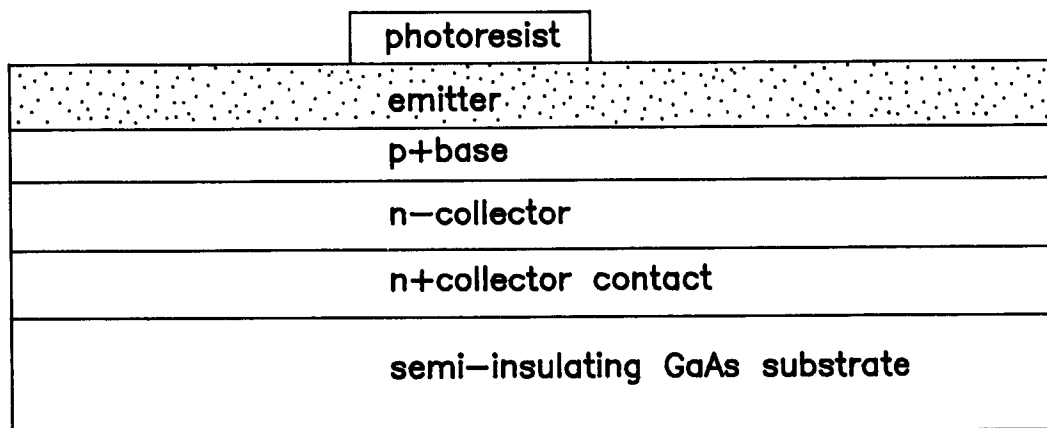 photoresist
emitter
p+base
n-collector
n+collector contact
semi-insulating GaAs substrate